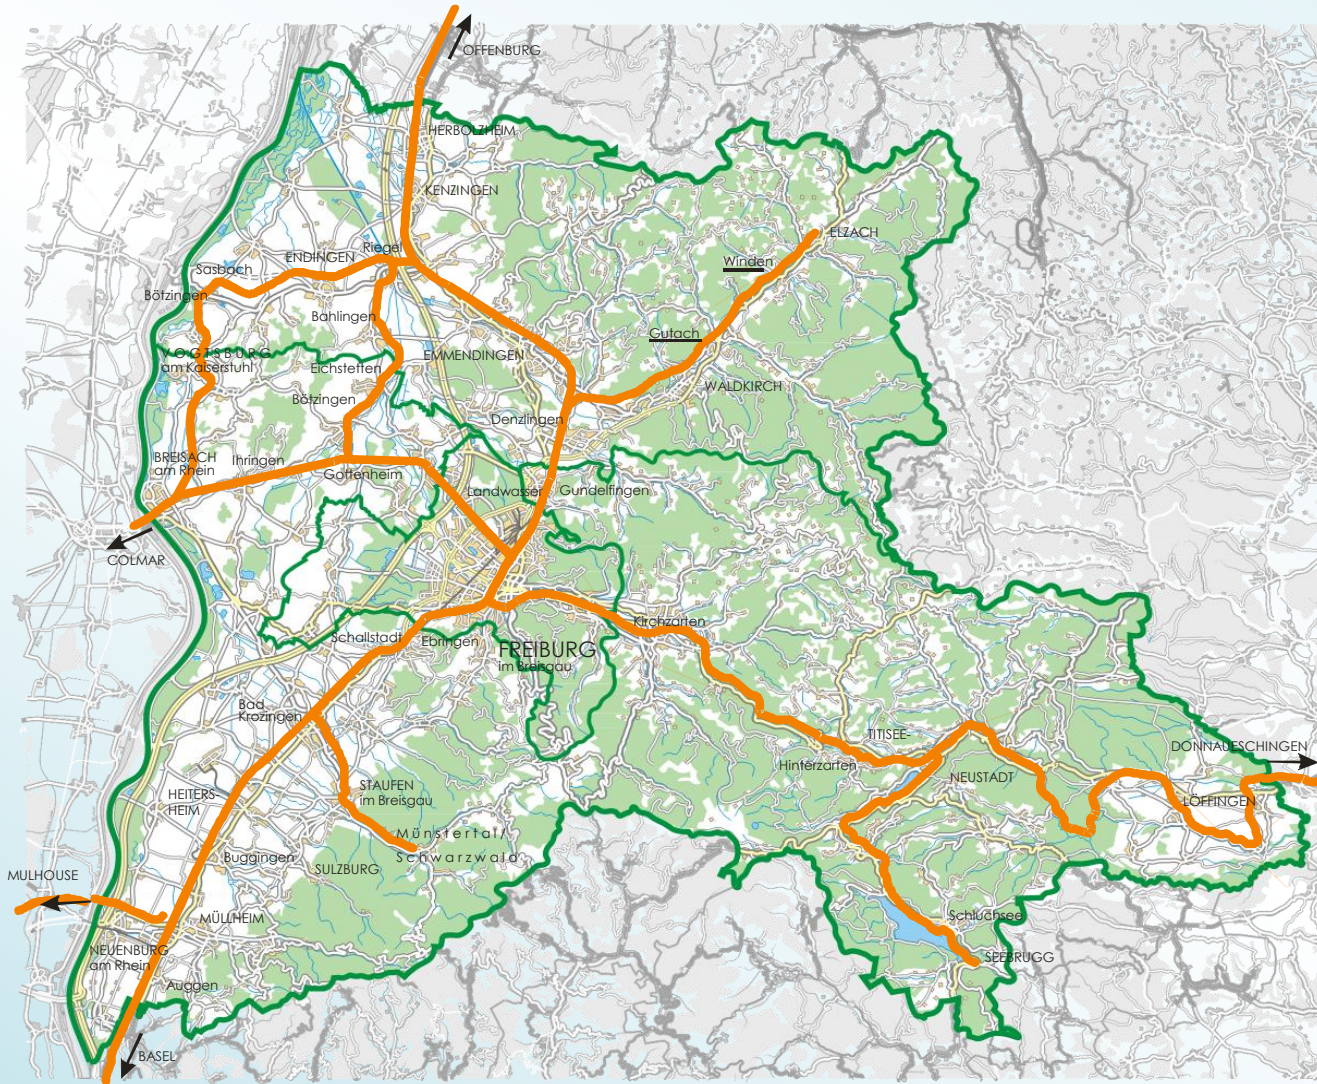 OFFENBURG
HERBOLZHEIM
KENZINGEN
ELZACH
Riegel
ENDINGEN
Winden
Sasbach
Bötzingen
Bahlingen
Gutach
VOGTSBURG
am Kaiserstuhl
EMMENDINGEN
Eichstetten
WALDKIRCH
Bötzingen
Denzlingen
BREISACH
am Rhein
Ihringen
Gottenheim
Landwasser
Gundelfingen
COLMAR
Kirchzarten
Schallstadt
Ebringen
FREIBURG
im Breisgau
Bad
Krozingen
TITISEE-
DONNAUESCHINGEN
Hinterzarten
NEUSTADT
STAUFEN
im Breisgau
HEITERS-
HEIM
LÖFFINGEN
Münstertal/
Schwarzwald
Buggingen
SULZBURG
MULHOUSE
MÜLLHEIM
Schluchsee
NEUENBURG
am Rhein
SEEBRUGG
Auggen
BASEL